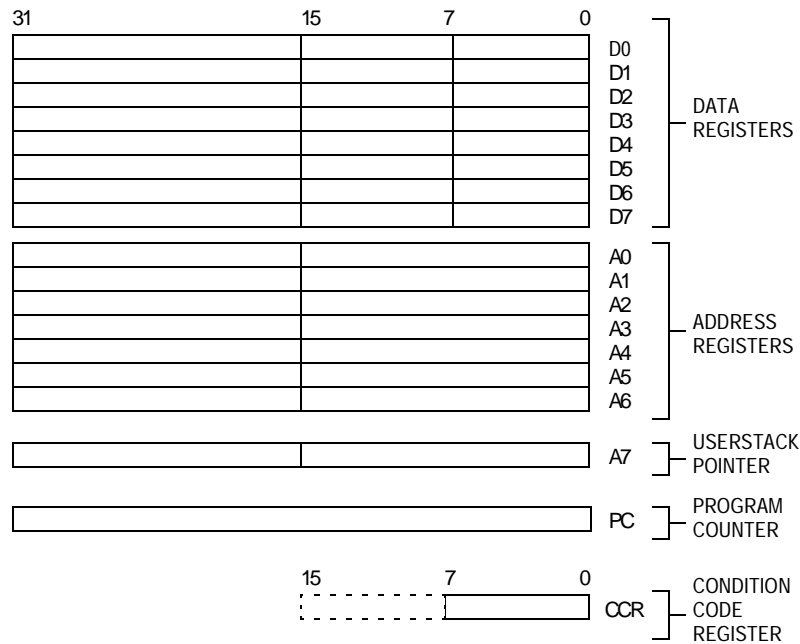 31 15 7 0
D0
D1
D2
D3
D4
D5
D6
D7
DATA
REGISTERS
A0
A1
A2
A3
A4
A5
A6
ADDRESS
REGISTERS
A7
USERSTACK
POINTER
PC
PROGRAM
COUNTER
15 7 0
CCR
CONDITION
CODE
REGISTER